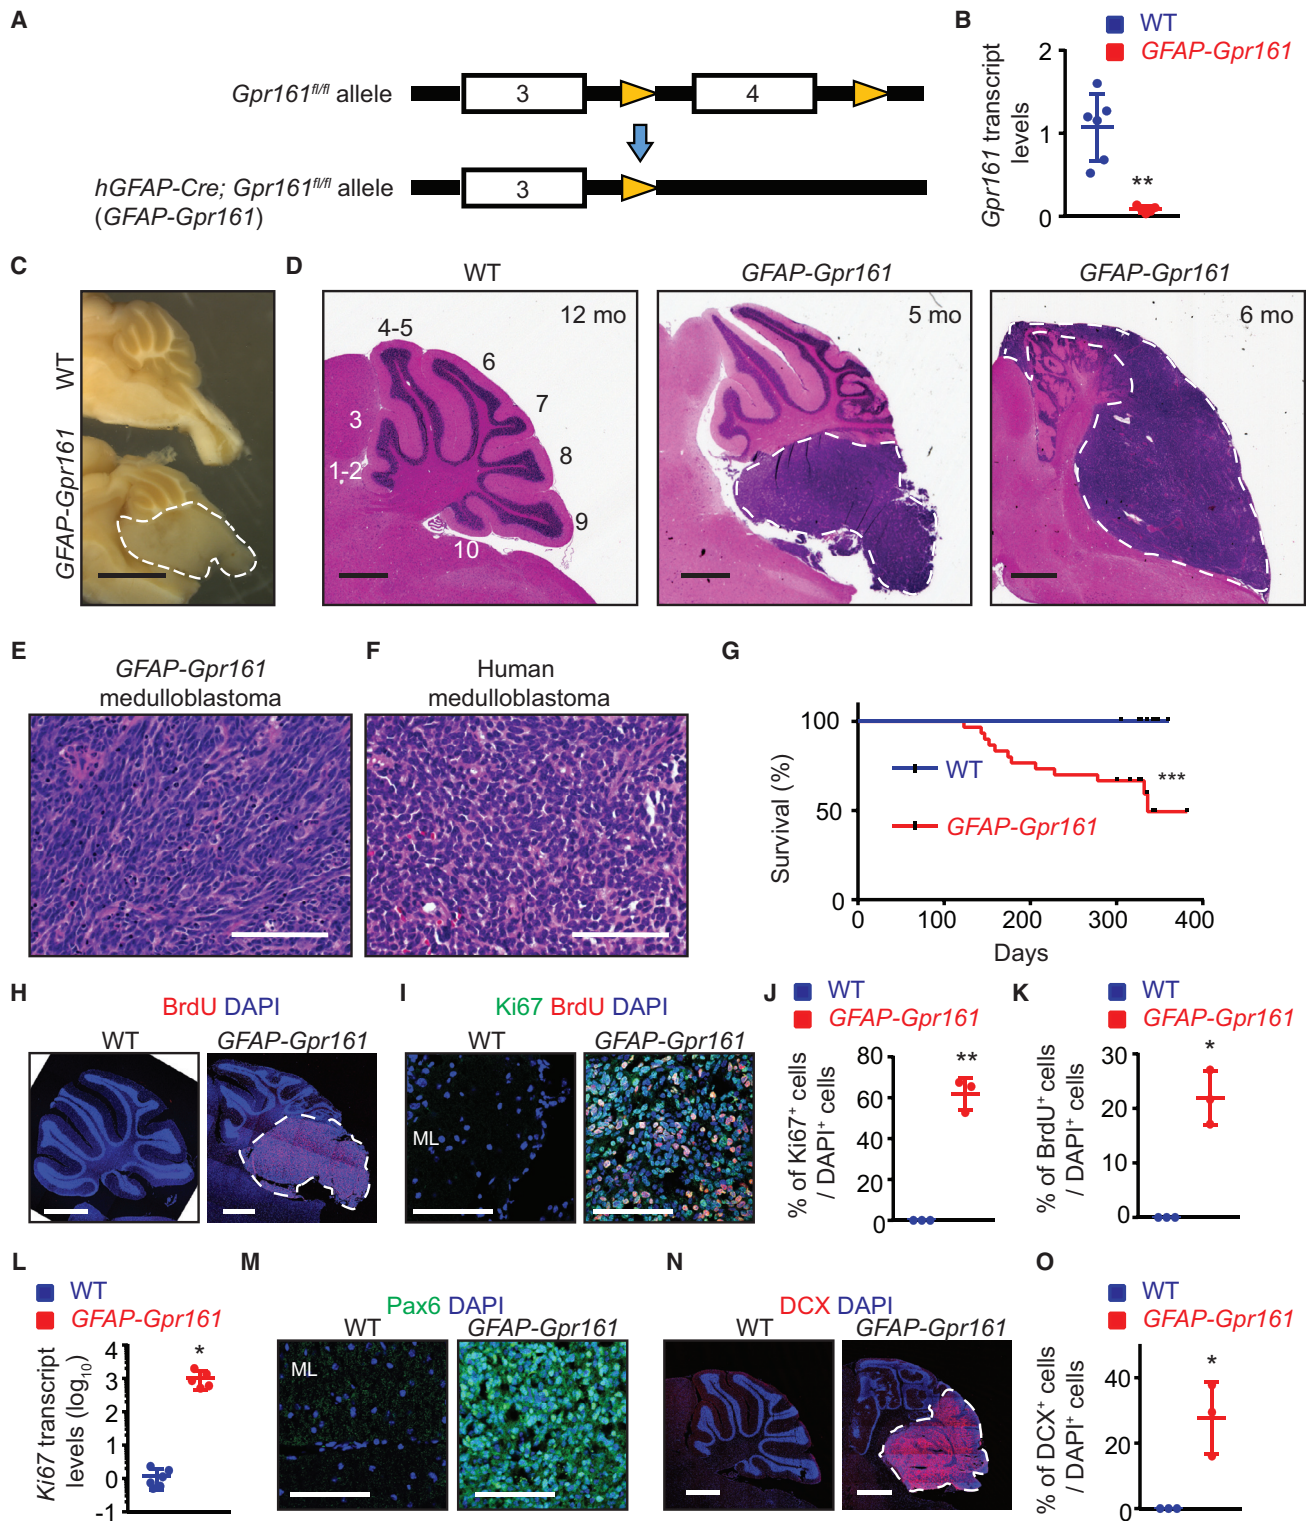 A
Gpr161fl/fl allele
3
4
hGFAP-Cre; Gpr161fl/fl allele
(GFAP-Gpr161)
3
B
WT
GFAP-Gpr161
Gpr161 transcript
levels
2
1
0
**
C
WT
GFAP-Gpr161
D
WT
12 mo
4-5
6
7
8
9
10
3
1-2
GFAP-Gpr161
5 mo
GFAP-Gpr161
6 mo
E
GFAP-Gpr161
medulloblastoma
F
Human
medulloblastoma
G
Survival (%)
100
50
0
WT
GFAP-Gpr161
***
0 100 200 300 400
Days
H
BrdU DAPI
WT GFAP-Gpr161
I
Ki67 BrdU DAPI
WT GFAP-Gpr161
ML
J
WT
GFAP-Gpr161
% of Ki67+ cells
/ DAPI+ cells
80
60
40
20
0
**
K
WT
GFAP-Gpr161
% of BrdU+ cells
/ DAPI+ cells
30
20
10
0
*
L
WT
GFAP-Gpr161
Ki67 transcript
levels (log10)
4
3
2
1
0
-1
*
M
Pax6 DAPI
WT GFAP-Gpr161
ML
N
DCX DAPI
WT GFAP-Gpr161
O
WT
GFAP-Gpr161
% of DCX+ cells
/ DAPI+ cells
40
20
0
*